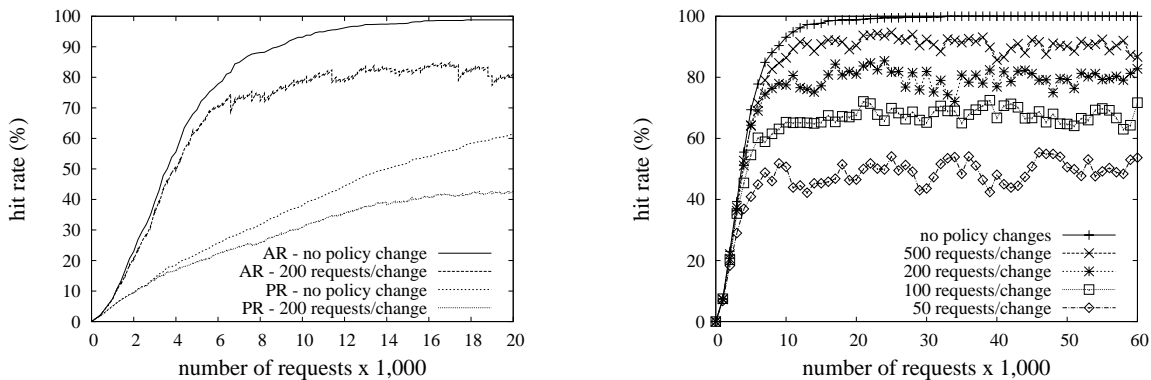 hit rate (%)
100
90
80
70
60
50
40
30
20
10
0
AR - no policy change
AR - 200 requests/change
PR - no policy change
PR - 200 requests/change
0 2 4 6 8 10 12 14 16 18 20
number of requests x 1,000
hit rate (%)
100
80
60
40
20
0
no policy changes
500 requests/change
200 requests/change
100 requests/change
50 requests/change
0 10 20 30 40 50 60
number of requests x 1,000